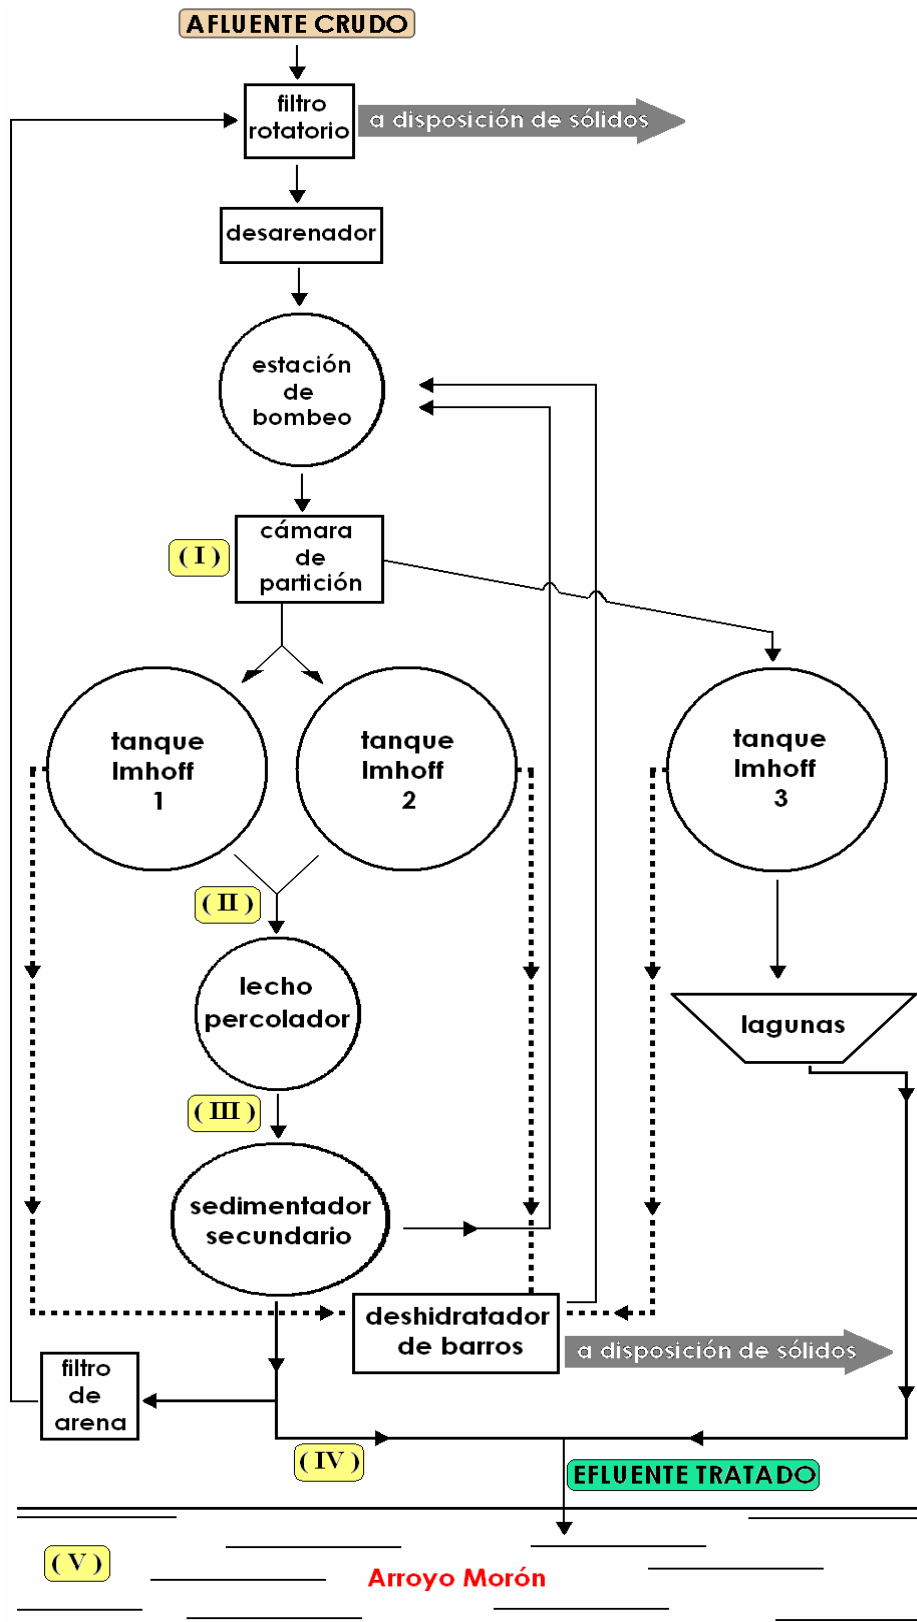 AFLUENTE CRUDO
filtro
rotatorio
a disposición de sólidos
desarenador
estación
de
bombeo
( I )
cámara
de
partición
tanque
Imhoff
1
tanque
Imhoff
2
tanque
Imhoff
3
( II )
lecho
percolador
lagunas
( III )
sedimentador
secundario
deshidratador
de barros
a disposición de sólidos
filtro
de
arena
( IV )
EFLUENTE TRATADO
( V )
Arroyo Morón